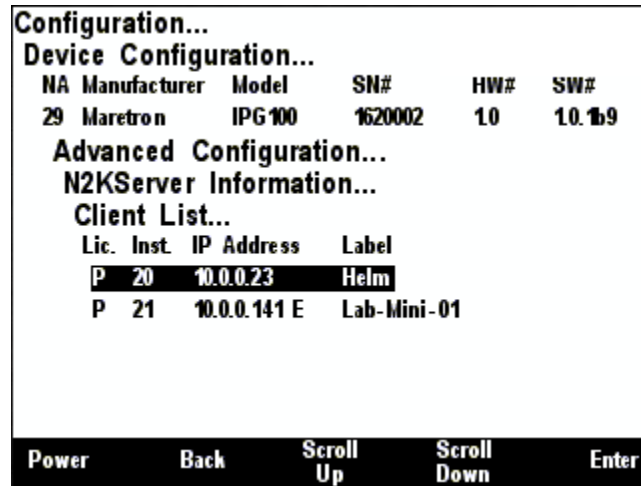 Configuration...
Device Configuration...
NA Manufacturer Model SN# HW# SW#
29 Maretron IPG100 1620002 1.0 1.0.1b9
Advanced Configuration...
N2KServer Information...
Client List...
Lic. Inst. IP Address Label
P 20 10.0.0.23 Helm
P 21 10.0.0.141 E Lab-Mini-01
Power Back Scroll Up Scroll Down Enter